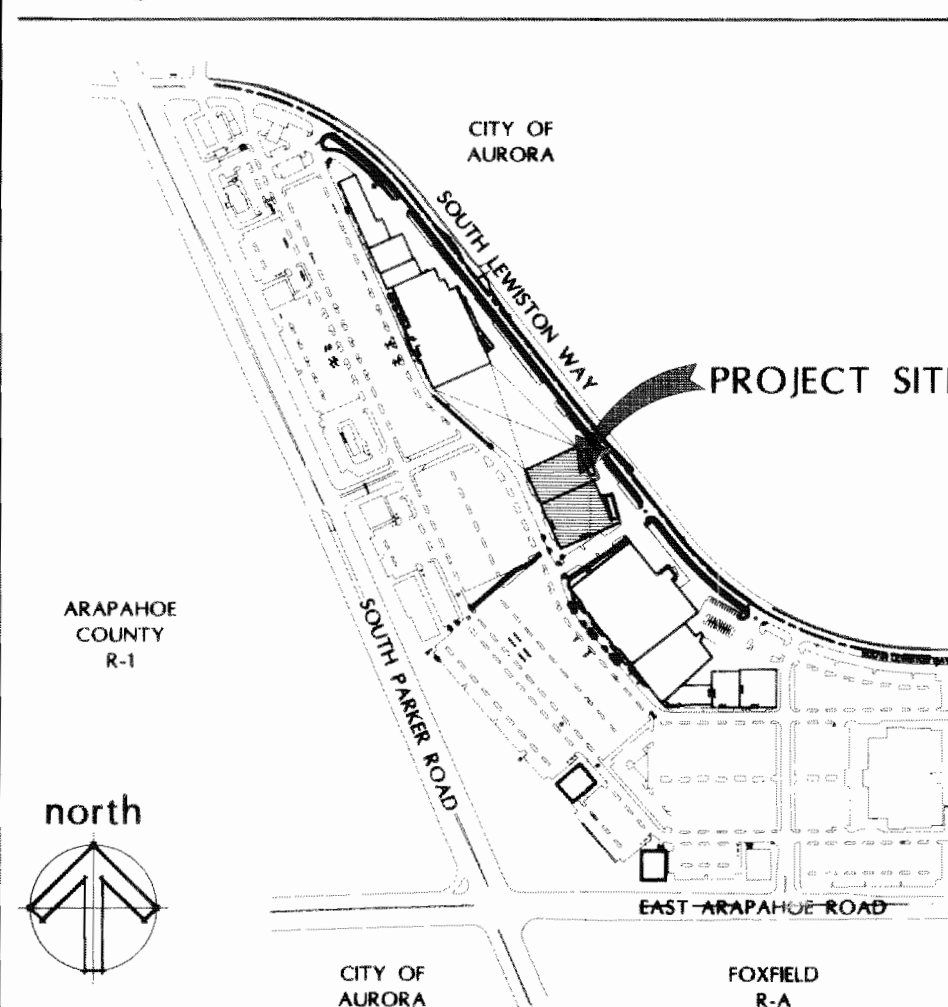 CITY OF
AURORA
SOUTH LEWISTON WAY
PROJECT SIT
ARAPAHOE
COUNTY
R-1
SOUTH PARKER ROAD
north
EAST ARAPAHOE ROAD
CITY OF
AURORA
FOXFIELD
R-A